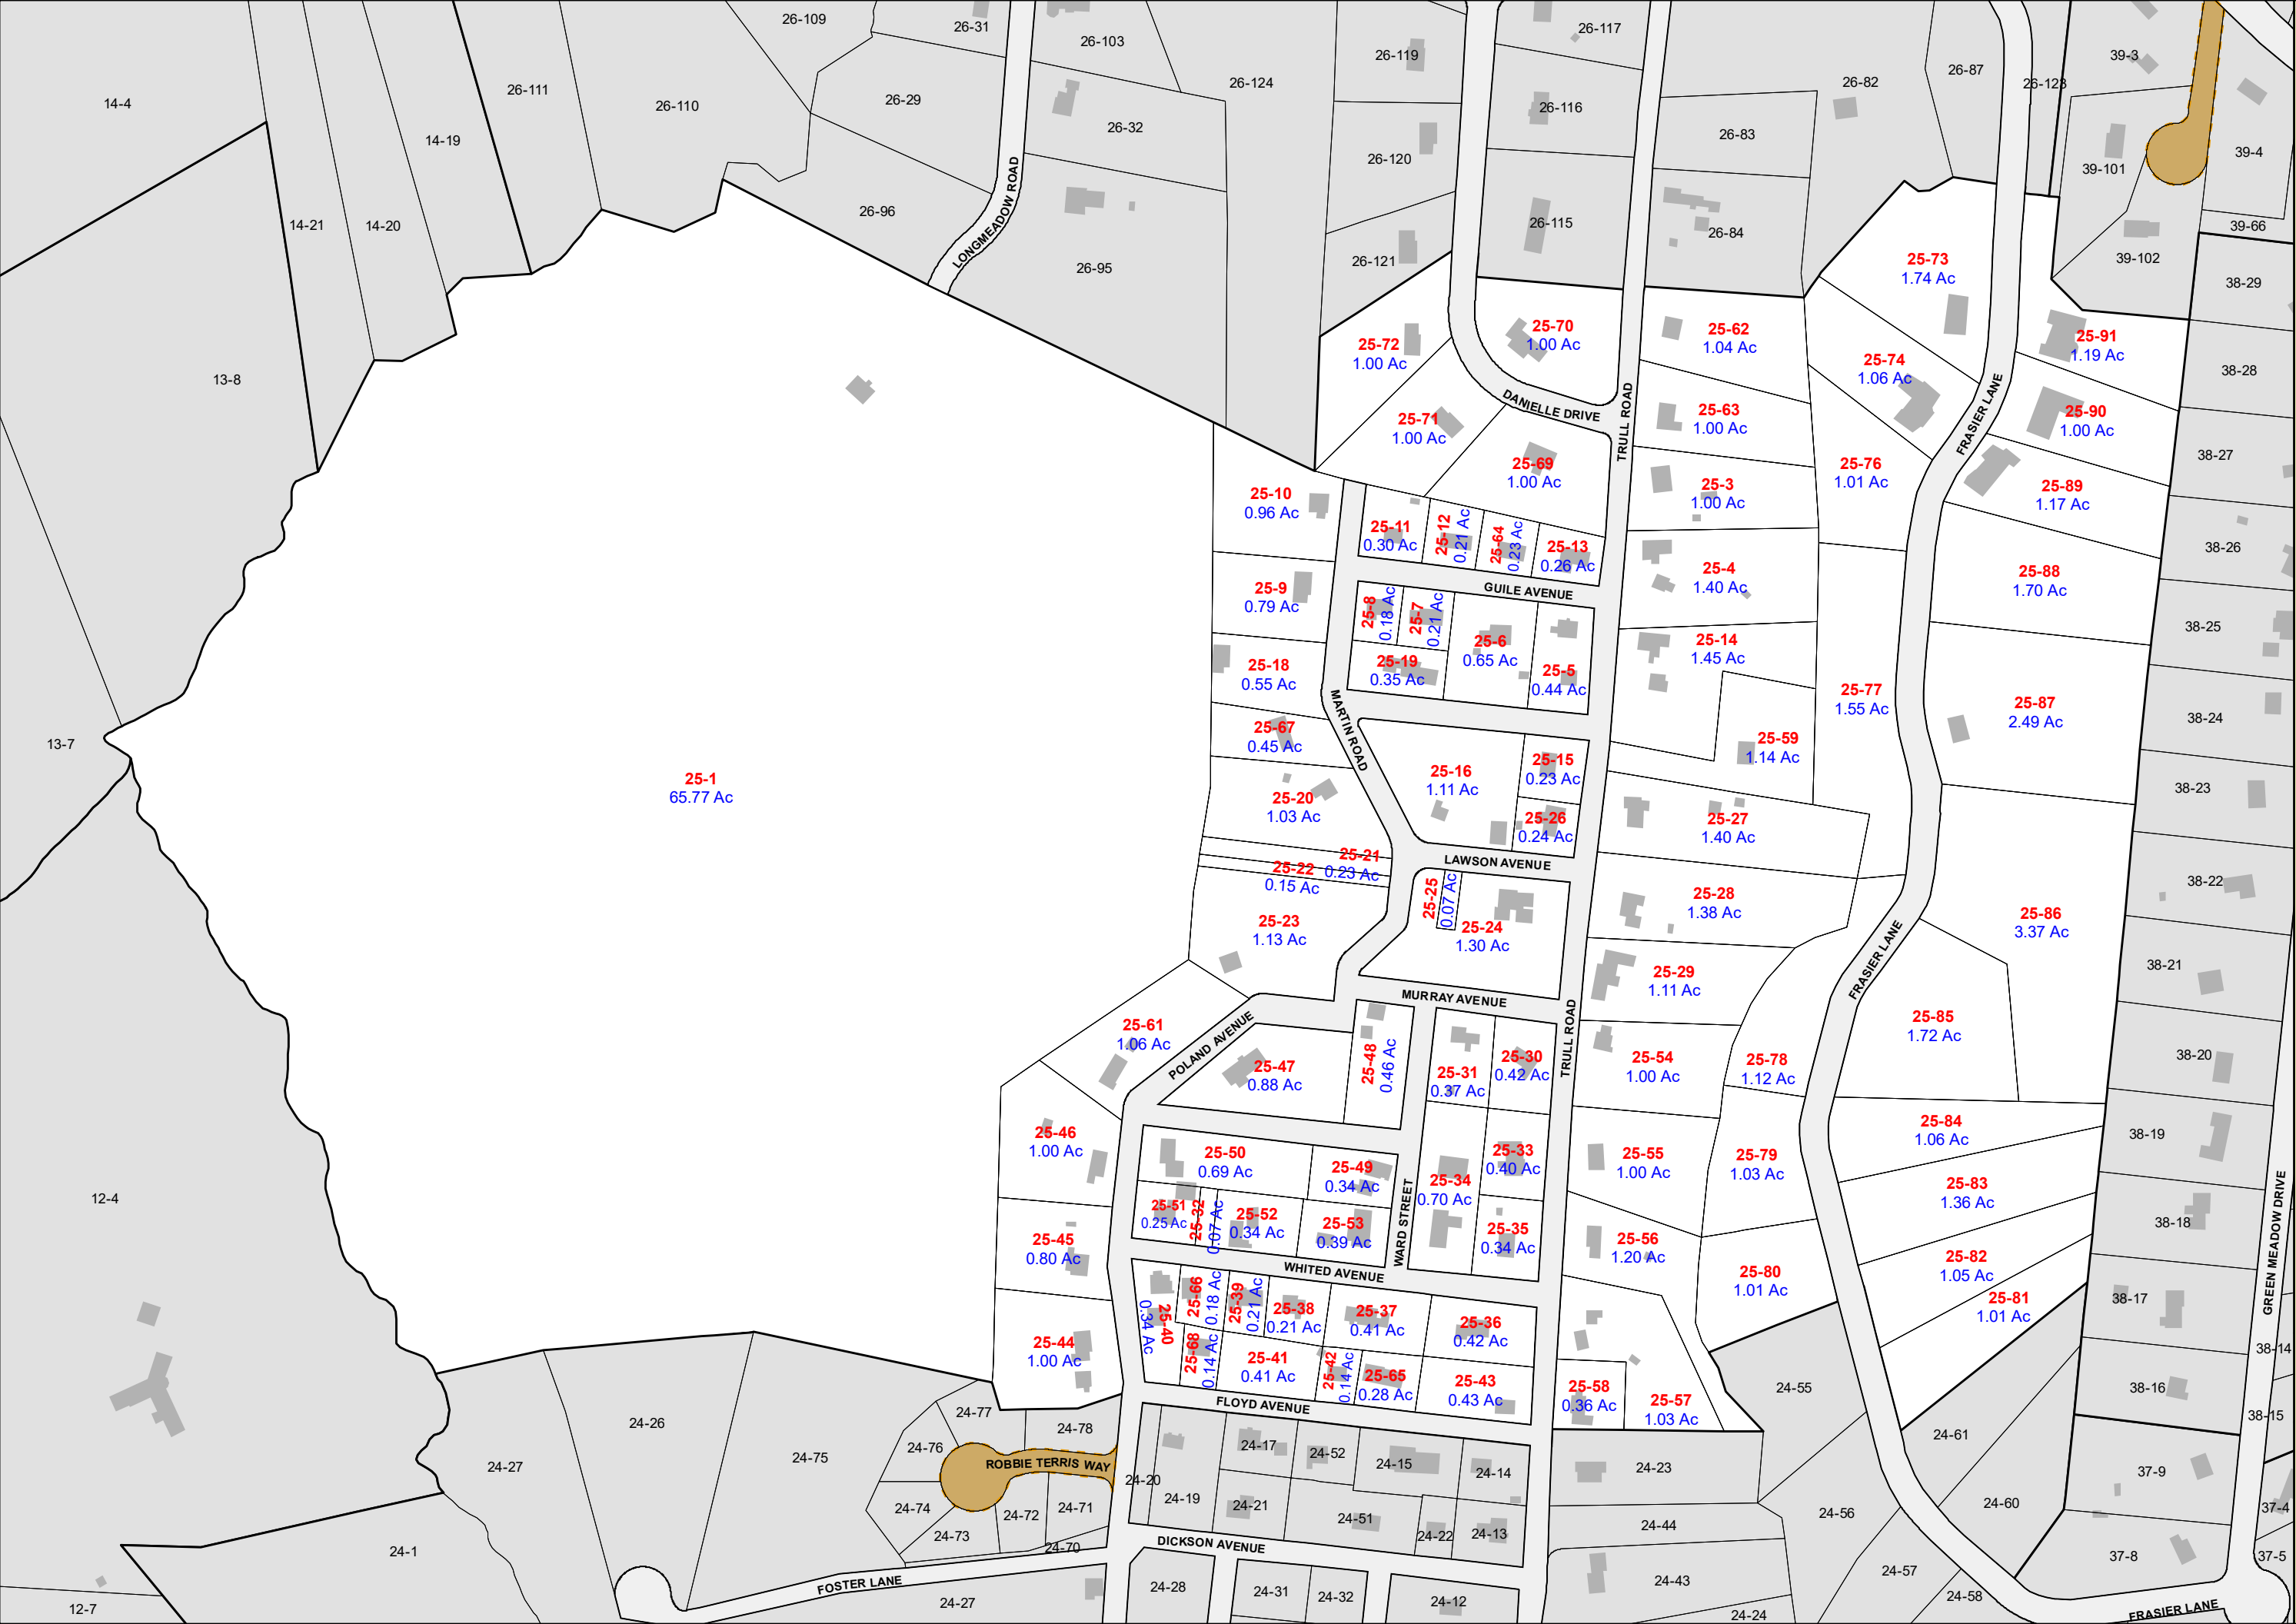 14-4
14-21
14-20
14-19
26-111
26-110
26-109
26-31
26-29
26-96
LONGMEADOW ROAD
26-103
26-32
26-95
26-124
26-119
26-120
26-121
26-117
26-116
26-115
26-83
26-84
26-82
26-87
26-123
39-3
39-101
39-102
39-4
39-66
38-29
38-28
38-27
38-26
38-25
38-24
38-23
38-22
38-21
38-20
38-19
38-18
38-17
38-16
38-14
38-15
GREEN MEADOW DRIVE
13-8
13-7
12-4
12-7
25-1
65.77 Ac
25-72
1.00 Ac
25-70
1.00 Ac
25-71
1.00 Ac
25-69
1.00 Ac
DANIELLE DRIVE
TRULL ROAD
25-62
1.04 Ac
25-63
1.00 Ac
25-3
1.00 Ac
25-4
1.40 Ac
25-14
1.45 Ac
25-59
1.14 Ac
25-73
1.74 Ac
25-74
1.06 Ac
25-76
1.01 Ac
25-77
1.55 Ac
FRASIER LANE
25-91
1.19 Ac
25-90
1.00 Ac
25-89
1.17 Ac
25-88
1.70 Ac
25-87
2.49 Ac
25-86
3.37 Ac
25-85
1.72 Ac
25-10
0.96 Ac
25-9
0.79 Ac
25-18
0.55 Ac
25-67
0.45 Ac
25-20
1.03 Ac
25-21
0.23 Ac
25-22
0.15 Ac
25-23
1.13 Ac
25-11
0.30 Ac
25-12
0.21 Ac
25-64
0.23 Ac
25-13
0.26 Ac
GUILE AVENUE
25-8
0.18 Ac
25-7
0.21 Ac
25-6
0.65 Ac
25-5
0.44 Ac
25-19
0.35 Ac
MARTIN ROAD
25-16
1.11 Ac
25-15
0.23 Ac
25-26
0.24 Ac
LAWSON AVENUE
25-25
0.07 Ac
25-24
1.30 Ac
MURRAY AVENUE
25-27
1.40 Ac
25-28
1.38 Ac
25-29
1.11 Ac
FRASIER LANE
25-61
1.06 Ac
POLAND AVENUE
25-47
0.88 Ac
25-48
0.46 Ac
25-31
0.37 Ac
25-30
0.42 Ac
TRULL ROAD
25-54
1.00 Ac
25-78
1.12 Ac
25-46
1.00 Ac
25-45
0.80 Ac
25-44
1.00 Ac
25-50
0.69 Ac
25-49
0.34 Ac
25-51
0.25 Ac
25-32
0.07 Ac
25-52
0.34 Ac
25-53
0.39 Ac
WARD STREET
25-34
0.70 Ac
25-33
0.40 Ac
25-35
0.34 Ac
25-55
1.00 Ac
25-56
1.20 Ac
25-79
1.03 Ac
25-80
1.01 Ac
25-84
1.06 Ac
25-83
1.36 Ac
25-82
1.05 Ac
25-81
1.01 Ac
WHITED AVENUE
25-40
0.34 Ac
25-66
0.18 Ac
25-39
0.21 Ac
25-38
0.21 Ac
25-37
0.41 Ac
25-36
0.42 Ac
25-68
0.14 Ac
25-41
0.41 Ac
25-42
0.14 Ac
25-65
0.28 Ac
25-43
0.43 Ac
FLOYD AVENUE
25-58
0.36 Ac
25-57
1.03 Ac
24-55
24-61
24-60
24-56
24-57
24-58
37-9
37-8
37-4
37-5
FRASIER LANE
24-27
24-26
24-75
24-77
24-76
24-78
ROBBIE TERRIS WAY
24-74
24-73
24-72
24-71
24-70
24-20
24-19
24-17
24-21
24-52
24-15
24-14
24-51
24-22
24-13
24-23
24-44
24-43
24-24
24-1
DICKSON AVENUE
FOSTER LANE
24-27
24-28
24-31
24-32
24-12